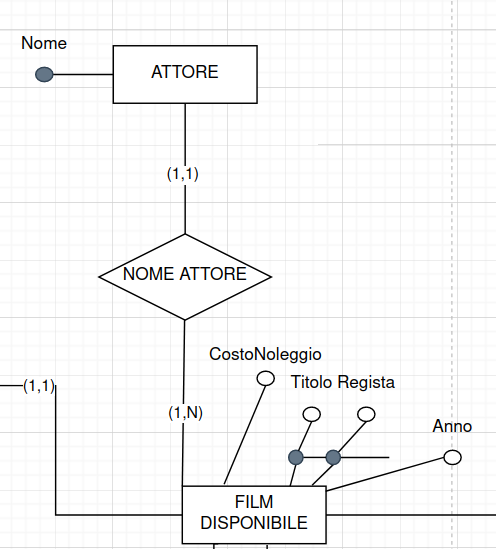 Nome
ATTORE
(1,1)
NOME ATTORE
CostoNoleggio
(1,1)
Titolo Regista
(1,N)
Anno
FILM
DISPONIBILE